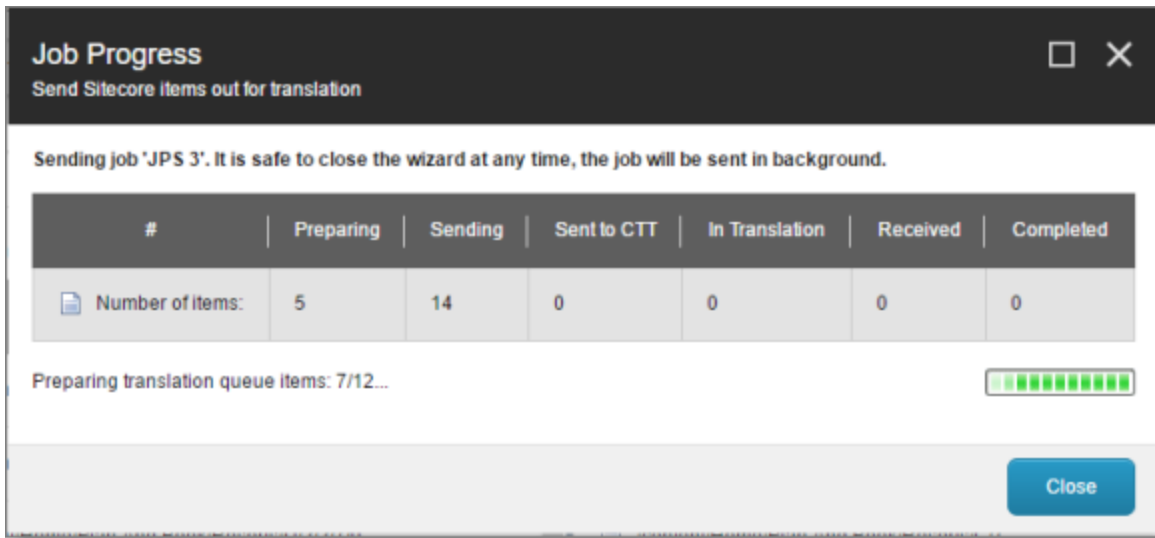 Job Progress
Send Sitecore items out for translation
Sending job 'JPS 3'. It is safe to close the wizard at any time, the job will be sent in background.
# Preparing Sending Sent to CTT In Translation Received Completed
Number of items: 5 14 0 0 0 0
Preparing translation queue items: 7/12...
Close